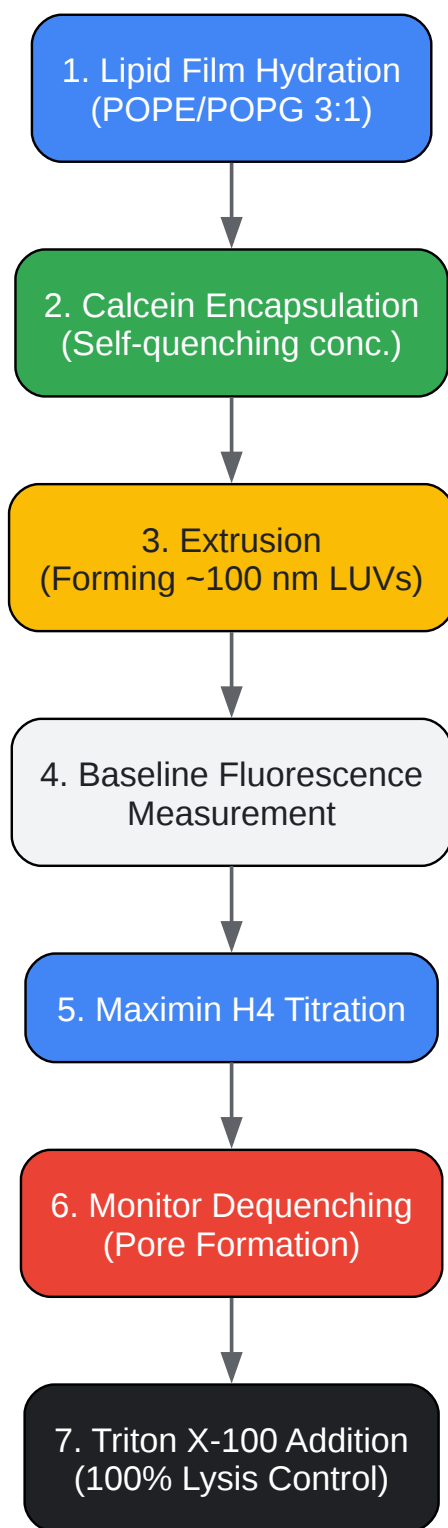 1. Lipid Film Hydration
(POPE/POPG 3:1)
2. Calcein Encapsulation
(Self-quenching conc.)
3. Extrusion
(Forming ~100 nm LUVs)
4. Baseline Fluorescence
Measurement
5. Maximin H4 Titration
6. Monitor Dequenching
(Pore Formation)
7. Triton X-100 Addition
(100% Lysis Control)